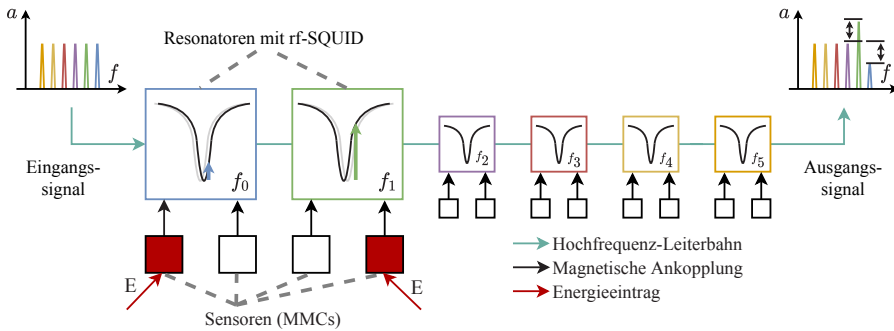 a
a
Resonatoren mit rf-SQUID
f
f
f0
f1
f2
f3
f4
f5
Eingangs-
signal
Ausgangs-
signal
E
E
Sensoren (MMCs)
Hochfrequenz-Leiterbahn
Magnetische Ankopplung
Energieeintrag